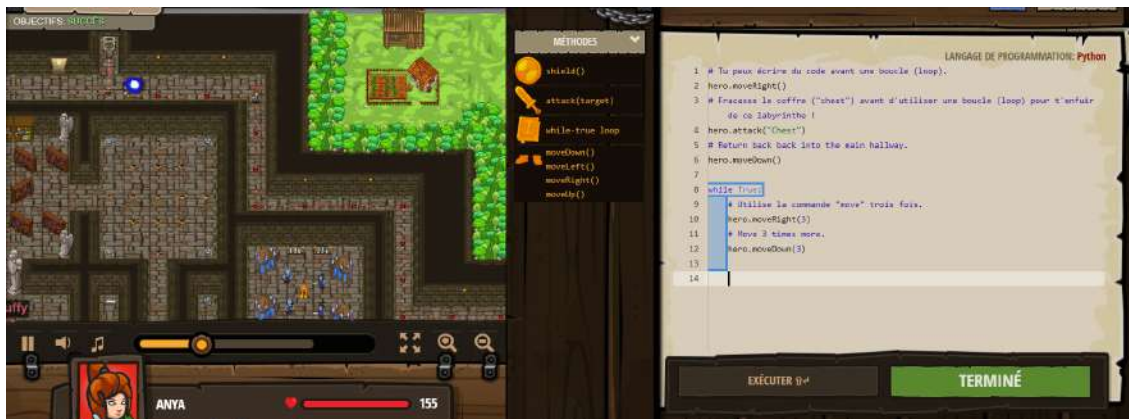 OBJECTIFS: SUCCÈS
uffy
ANYA
155
MÉTHODES
shield()
attack(target)
while-true loop
moveDown()
moveLeft()
moveRight()
moveUp()
LANGAGE DE PROGRAMMATION: Python
1 # Tu peux écrire du code avant une boucle (loop).
2 hero.moveRight()
3 # Fracasse le coffre ("chest") avant d'utiliser une boucle (loop) pour t'enfuir
de ce labyrinthe !
4 hero.attack("Chest")
5 # Return back back into the main hallway.
6 hero.moveDown()
7
8 while True:
9 # Utilise la commande "move" trois fois.
10 hero.moveRight(3)
11 # Move 3 times more.
12 hero.moveDown(3)
13
14
EXÉCUTER ⇧↵
TERMINÉ